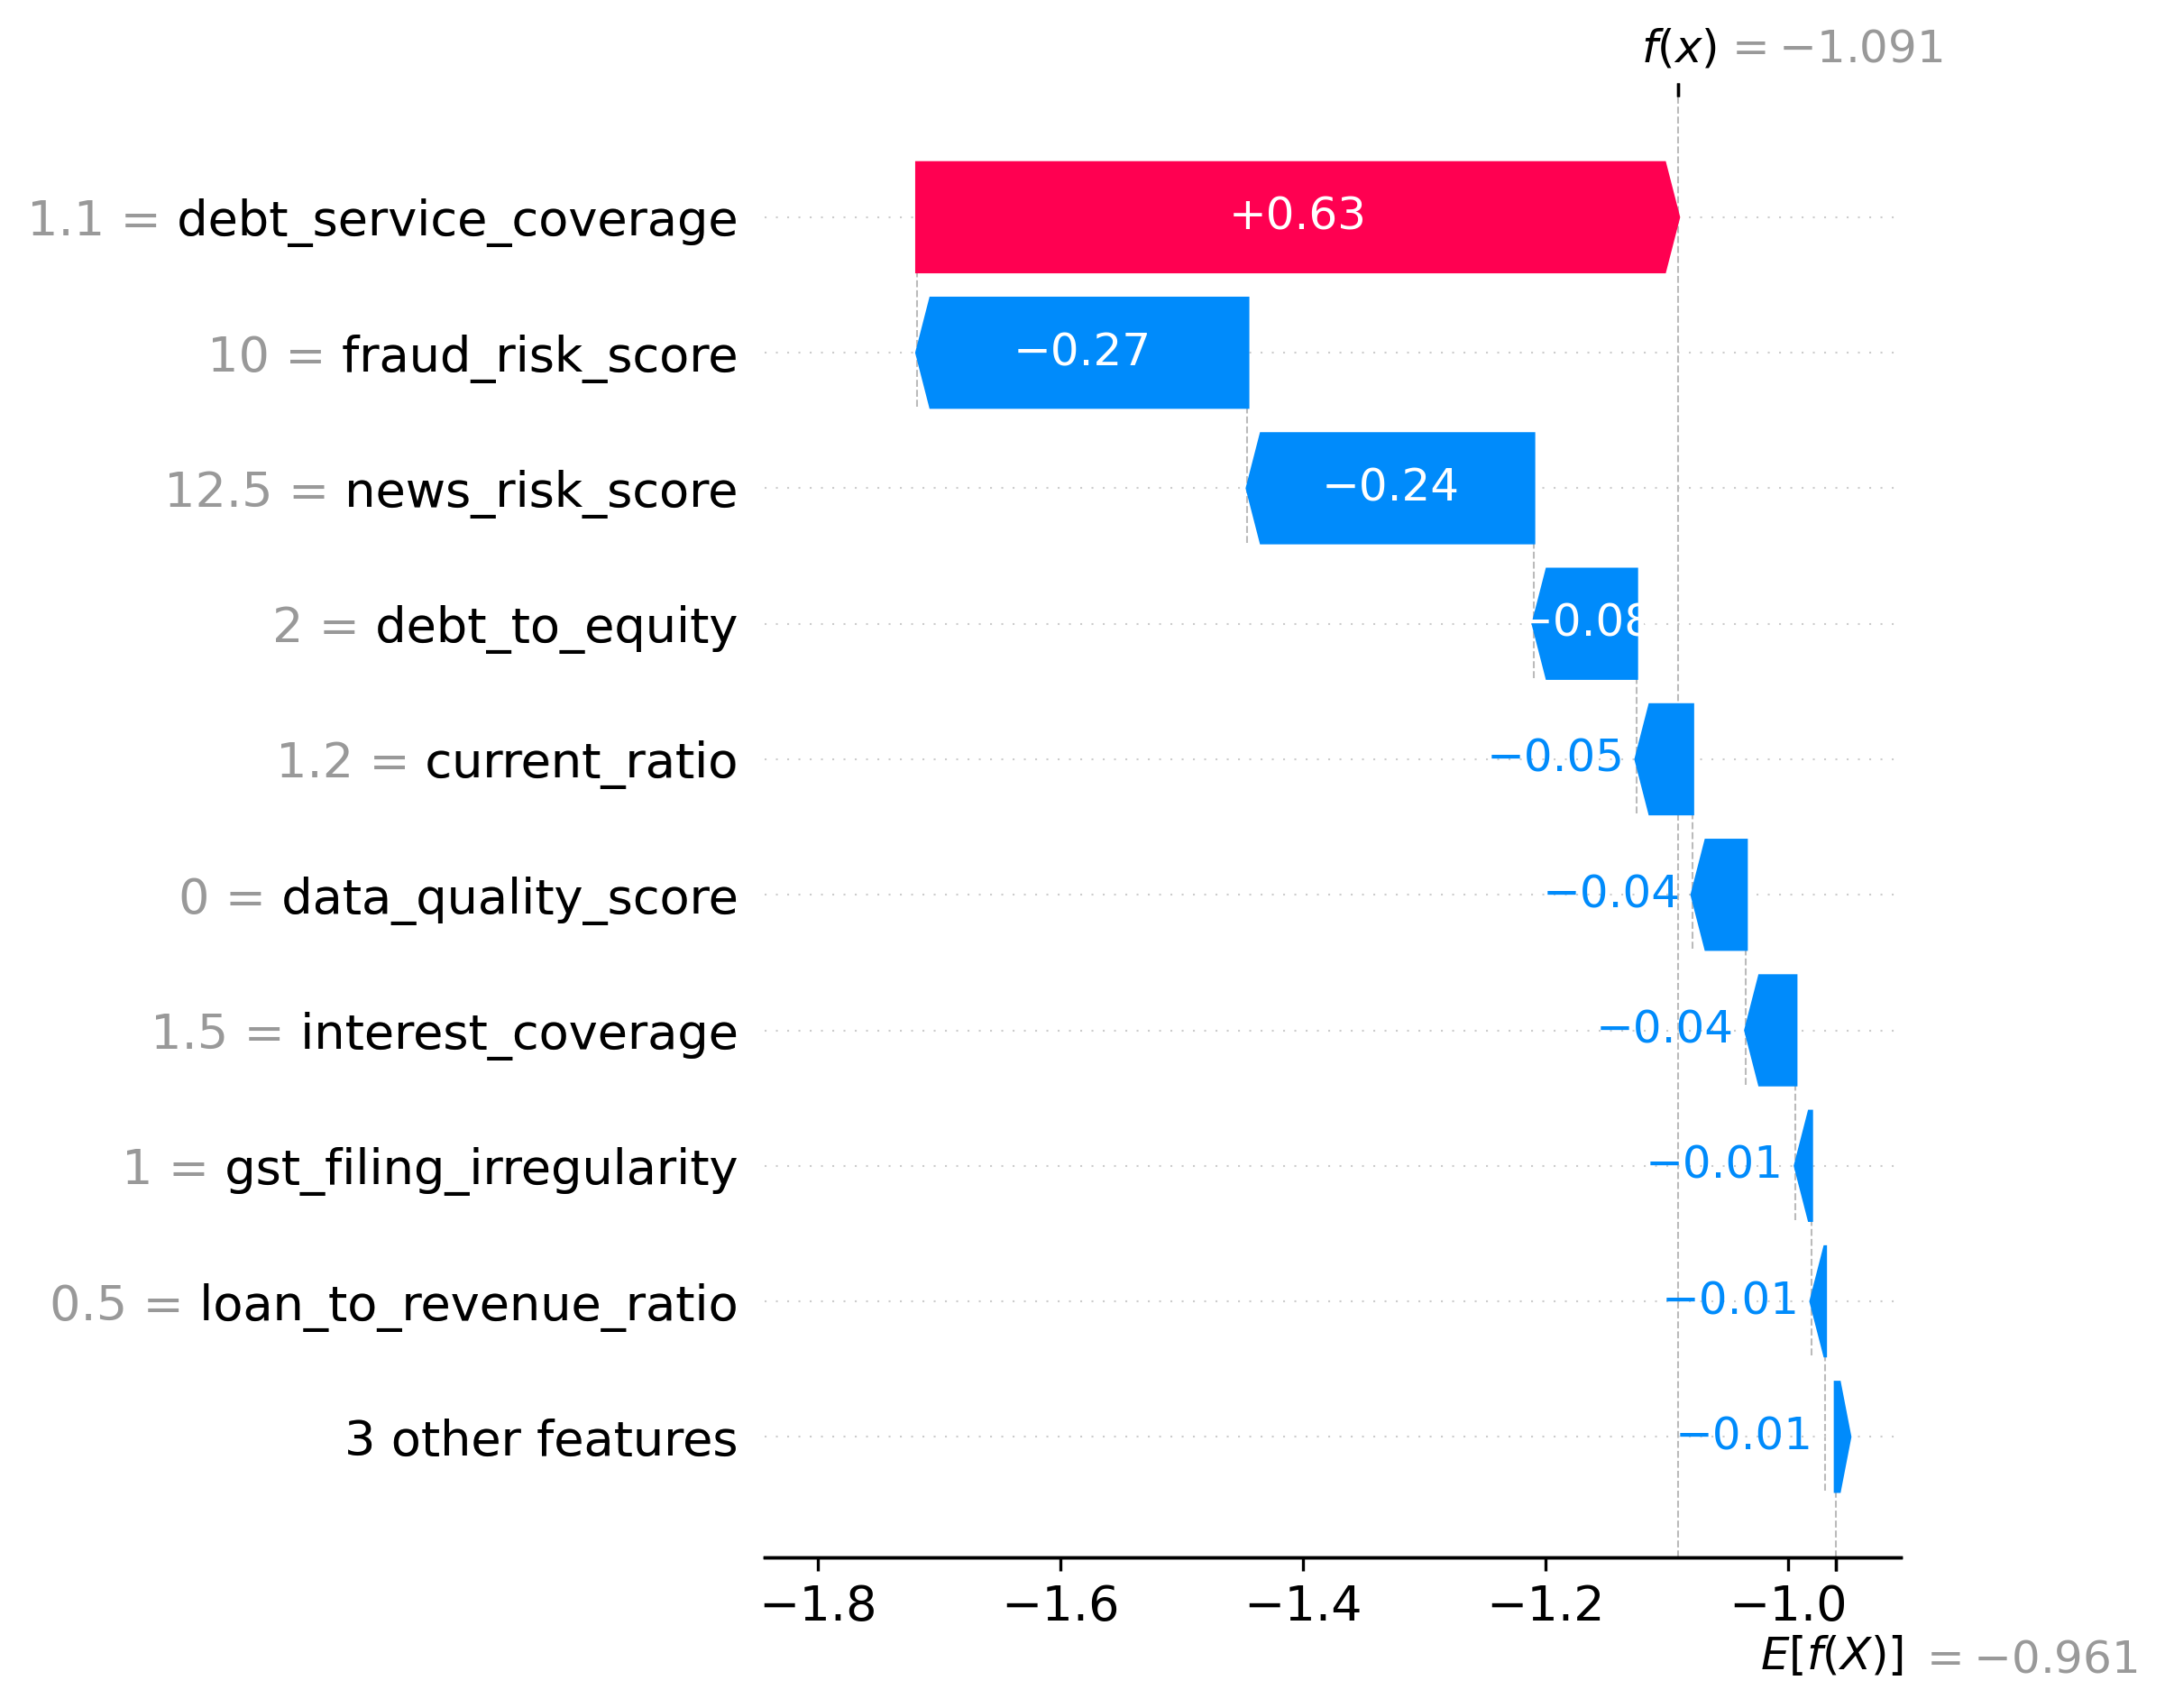 f(x) = −1.091
1.1 = debt_service_coverage
+0.63
10 = fraud_risk_score
−0.27
12.5 = news_risk_score
−0.24
2 = debt_to_equity
−0.08
1.2 = current_ratio
−0.05
0 = data_quality_score
−0.04
1.5 = interest_coverage
−0.04
1 = gst_filing_irregularity
−0.01
0.5 = loan_to_revenue_ratio
−0.01
3 other features
−0.01
−1.8 −1.6 −1.4 −1.2 −1.0
E[f(X)] = −0.961